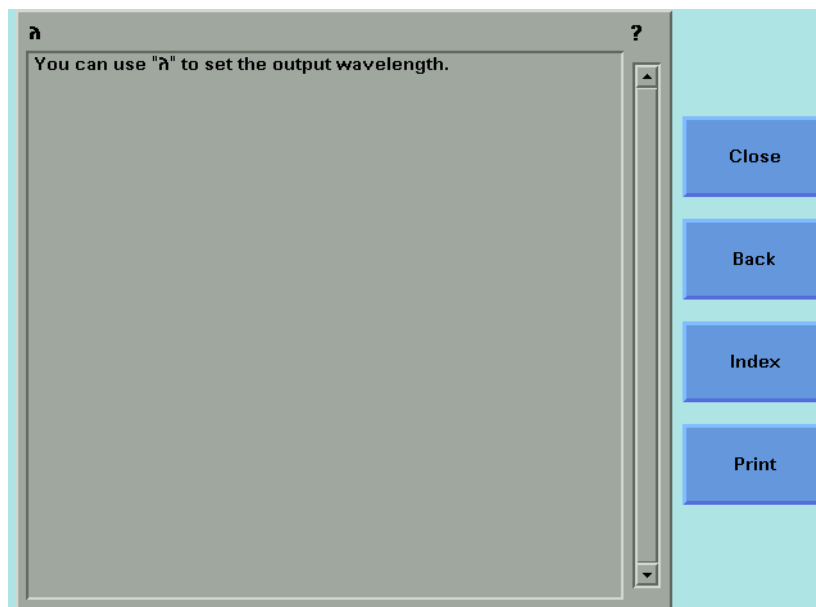 λ ?
You can use "λ" to set the output wavelength.
Close
Back
Index
Print